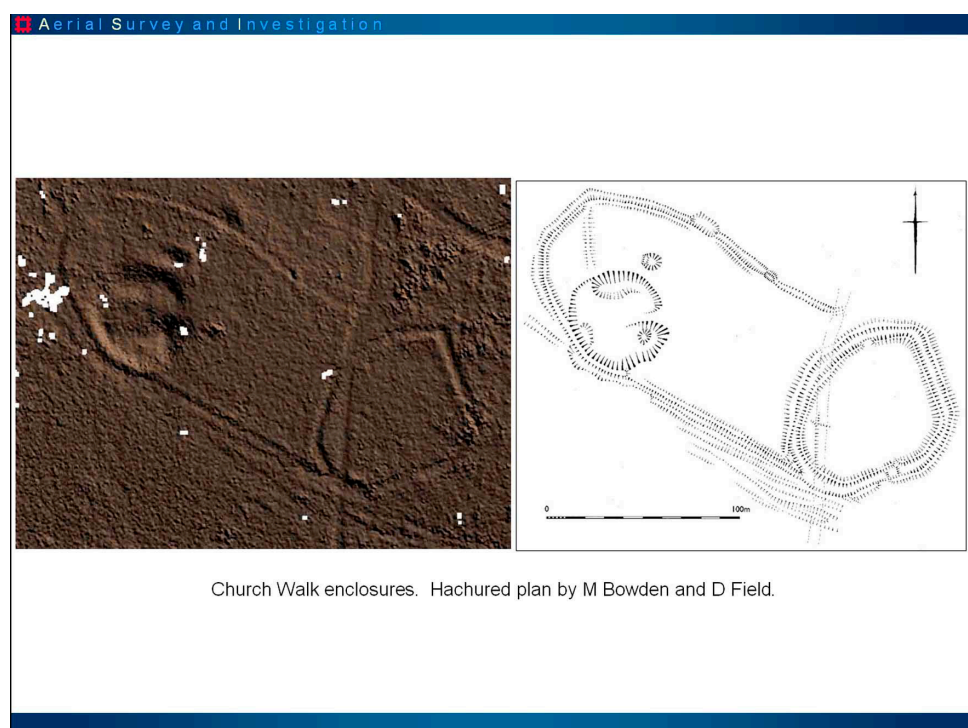 Aerial Survey and Investigation
0
100m
Church Walk enclosures. Hachured plan by M Bowden and D Field.